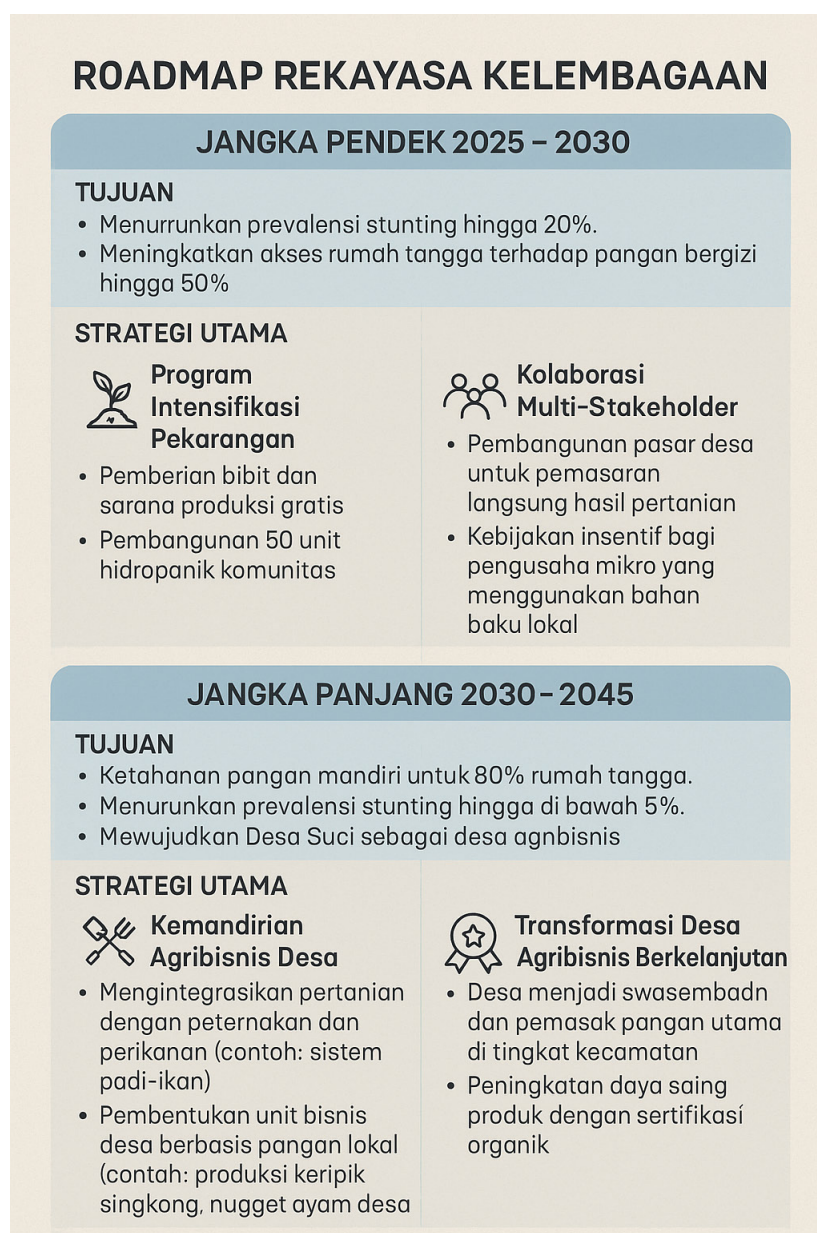 ROADMAP REKAYASA KELEMBAGAAN
JANGKA PENDEK 2025 – 2030
TUJUAN
• Menurrunkan prevalensi stunting hingga 20%.
• Meningkatkan akses rumah tangga terhadap pangan bergizi
hingga 50%
STRATEGI UTAMA
Program
Intensifikasi
Pekarangan
• Pemberian bibit dan
sarana produksi gratis
• Pembangunan 50 unit
hidropanik komunitas
Kolaborasi
Multi-Stakeholder
• Pembangunan pasar desa
untuk pemasaran
langsung hasil pertanian
• Kebijakan insentif bagi
pengusaha mikro yang
menggunakan bahan
baku lokal
JANGKA PANJANG 2030 – 2045
TUJUAN
• Ketahanan pangan mandiri untuk 80% rumah tangga.
• Menurunkan prevalensi stunting hingga di bawah 5%.
• Mewujudkan Desa Suci sebagai desa agnbisnis
STRATEGI UTAMA
Kemandirian
Agribisnis Desa
• Mengintegrasikan pertanian
dengan peternakan dan
perikanan (contoh: sistem
padi-ikan)
• Pembentukan unit bisnis
desa berbasis pangan lokal
(contah: produksi keripik
singkong, nugget ayam desa
Transformasi Desa
Agribisnis Berkelanjutan
• Desa menjadi swasembadn
dan pemasak pangan utama
di tingkat kecamatan
• Peningkatan daya saing
produk dengan sertifikasí
organik